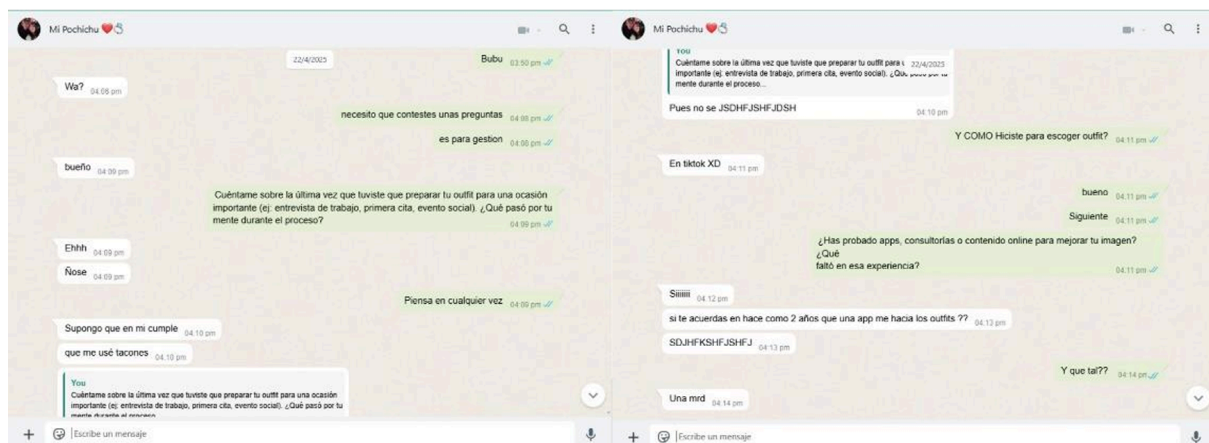 Mi Pochichu ❤️💍
22/4/2025
Bubu 03:50 pm
Wa? 04:05 pm
necesito que contestes unas preguntas 04:08 pm
es para gestion 04:08 pm
bueño 04:09 pm
Cuéntame sobre la última vez que tuviste que preparar tu outfit para una ocasión
importante (ej: entrevista de trabajo, primera cita, evento social). ¿Qué pasó por tu
mente durante el proceso? 04:09 pm
Ehhh 04:09 pm
Ñose 04:09 pm
Piensa en cualquier vez 04:09 pm
Supongo que en mi cumple 04:10 pm
que me usé tacones 04:10 pm
You
Cuéntame sobre la última vez que tuviste que preparar tu outfit para una ocasión
importante (ej: entrevista de trabajo, primera cita, evento social). ¿Qué pasó por tu
mente durante el proceso
Escribe un mensaje
Mi Pochichu ❤️💍
You
22/4/2025
Cuéntame sobre la última vez que tuviste que preparar tu outfit para
importante (ej: entrevista de trabajo, primera cita, evento social). ¿Qué pasó por tu
mente durante el proceso...
Pues no se JSDHFJSHFJDSH 04:10 pm
Y COMO Hiciste para escoger outfit? 04:11 pm
En tiktok XD 04:11 pm
bueno 04:11 pm
Siguiente 04:11 pm
¿Has probado apps, consultorías o contenido online para mejorar tu imagen?
¿Qué
faltó en esa experiencia? 04:11 pm
Siiiiii 04:12 pm
si te acuerdas en hace como 2 años que una app me hacia los outfits ?? 04:13 pm
SDJHFKSHFJSHFJ 04:13 pm
Y que tal?? 04:14 pm
Una mrd 04:14 pm
Escribe un mensaje